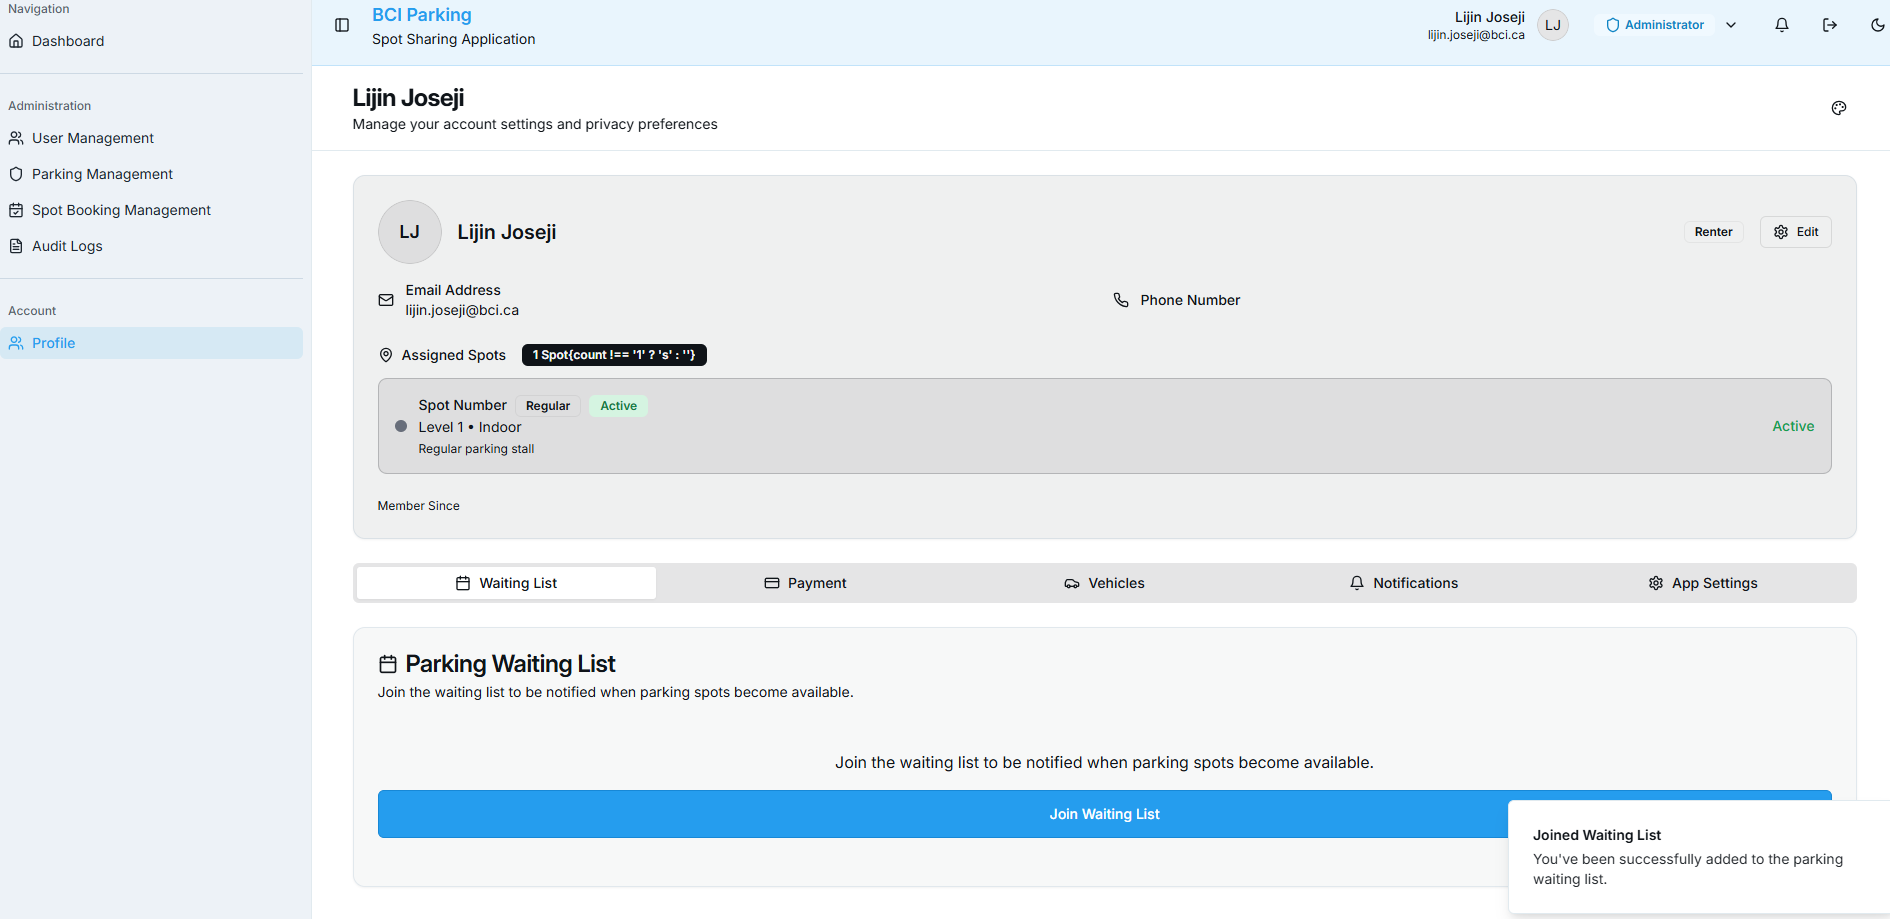 Navigation
Dashboard
Administration
User Management
Parking Management
Spot Booking Management
Audit Logs
Account
Profile
BCI Parking
Spot Sharing Application
Lijin Joseji
lijin.joseji@bci.ca
LJ
Administrator
Lijin Joseji
Manage your account settings and privacy preferences
LJ
Lijin Joseji
Renter
Edit
Email Address
lijin.joseji@bci.ca
Phone Number
Assigned Spots
1 Spot{count !== '1' ? 's' : ''}
Spot Number
Regular
Active
Level 1 • Indoor
Regular parking stall
Active
Member Since
Waiting List
Payment
Vehicles
Notifications
App Settings
Parking Waiting List
Join the waiting list to be notified when parking spots become available.
Join the waiting list to be notified when parking spots become available.
Join Waiting List
Joined Waiting List
You've been successfully added to the parking
waiting list.